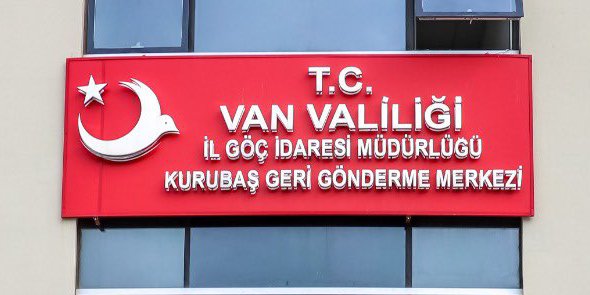 T.C.
VAN VALİLİĞİ
İL GÖÇ İDARESİ MÜDÜRLÜĞÜ
KURUBAŞ GERİ GÖNDERME MERKEZİ